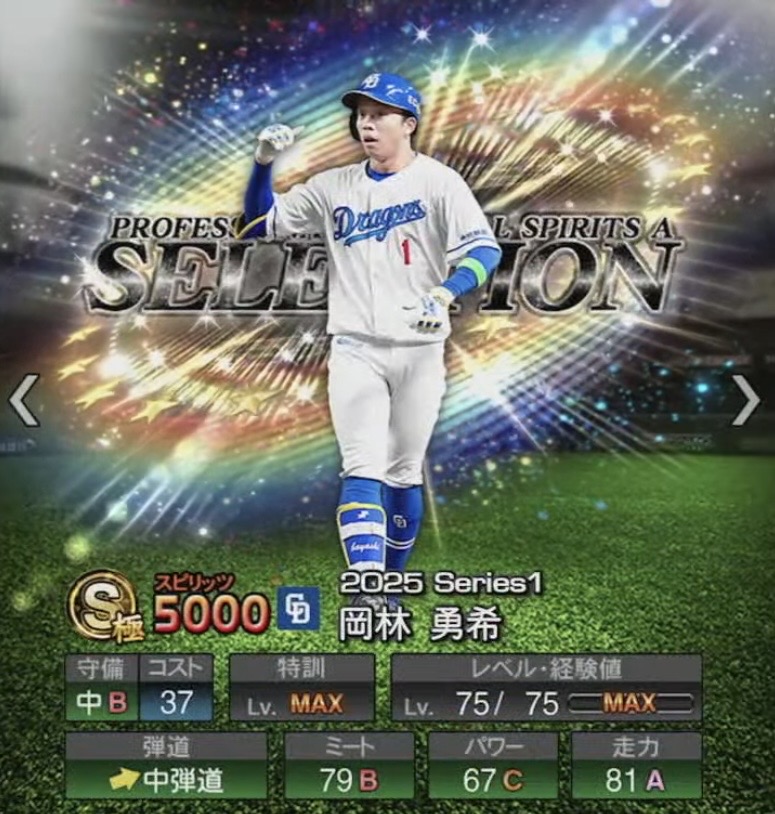 PROFESS L SPIRITS A
SELE TION
Dragons
1
S極 スピリッツ 5000
2025 Series1
岡林 勇希
守備 コスト 特訓 レベル・経験値
中B 37 Lv. MAX Lv. 75/ 75 MAX
弾道 ミート パワー 走力
中弾道 79 B 67 C 81 A